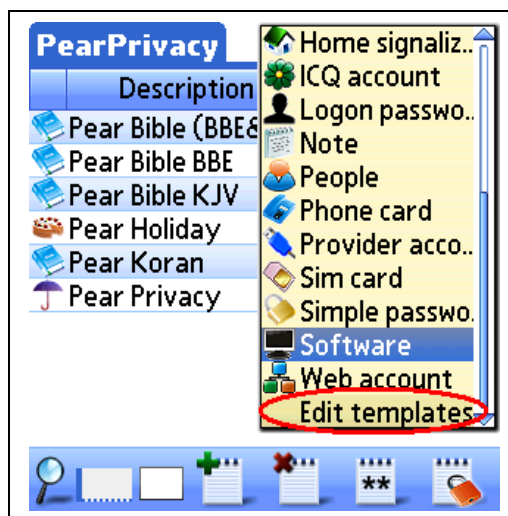 PearPrivacy
Description
Pear Bible (BBE&
Pear Bible BBE
Pear Bible KJV
Pear Holiday
Pear Koran
Pear Privacy
Home signaliz..
ICQ account
Logon passwo..
Note
People
Phone card
Provider acco..
Sim card
Simple passwo.
Software
Web account
Edit templates
**